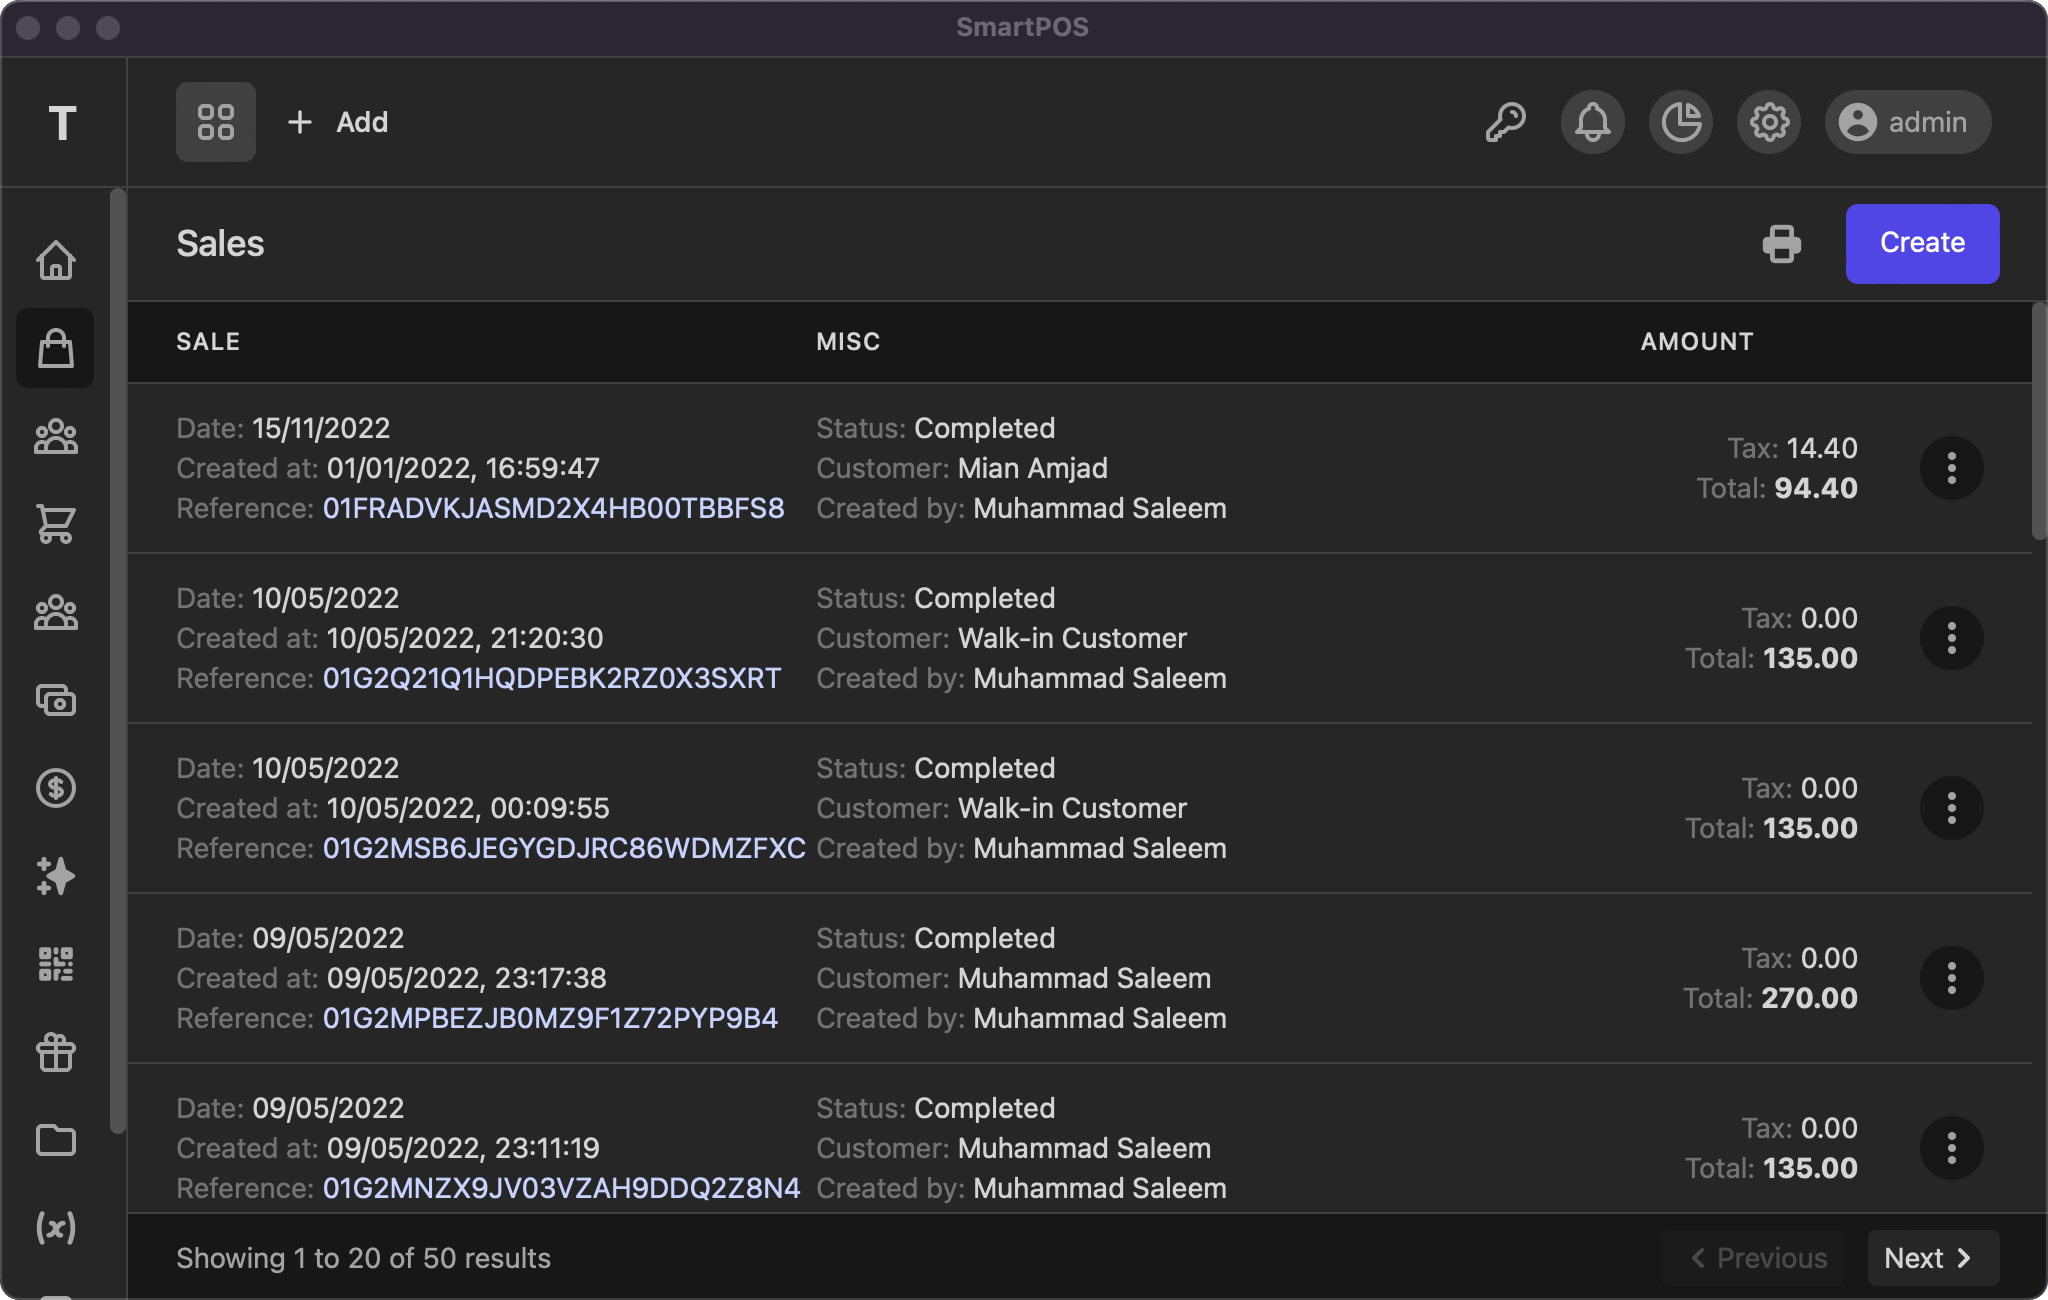 SmartPOS
T
+ Add
admin
Sales
Create
SALE
MISC
AMOUNT
Date: 15/11/2022
Created at: 01/01/2022, 16:59:47
Reference: 01FRADVKJASMD2X4HB00TBBFS8
Status: Completed
Customer: Mian Amjad
Created by: Muhammad Saleem
Tax: 14.40
Total: 94.40
Date: 10/05/2022
Created at: 10/05/2022, 21:20:30
Reference: 01G2Q21Q1HQDPEBK2RZ0X3SXRT
Status: Completed
Customer: Walk-in Customer
Created by: Muhammad Saleem
Tax: 0.00
Total: 135.00
Date: 10/05/2022
Created at: 10/05/2022, 00:09:55
Reference: 01G2MSB6JEGYGDJRC86WDMZFXC
Status: Completed
Customer: Walk-in Customer
Created by: Muhammad Saleem
Tax: 0.00
Total: 135.00
Date: 09/05/2022
Created at: 09/05/2022, 23:17:38
Reference: 01G2MPBEZJB0MZ9F1Z72PYP9B4
Status: Completed
Customer: Muhammad Saleem
Created by: Muhammad Saleem
Tax: 0.00
Total: 270.00
Date: 09/05/2022
Created at: 09/05/2022, 23:11:19
Reference: 01G2MNZX9JV03VZAH9DDQ2Z8N4
Status: Completed
Customer: Muhammad Saleem
Created by: Muhammad Saleem
Tax: 0.00
Total: 135.00
(x)
Showing 1 to 20 of 50 results
Previous
Next